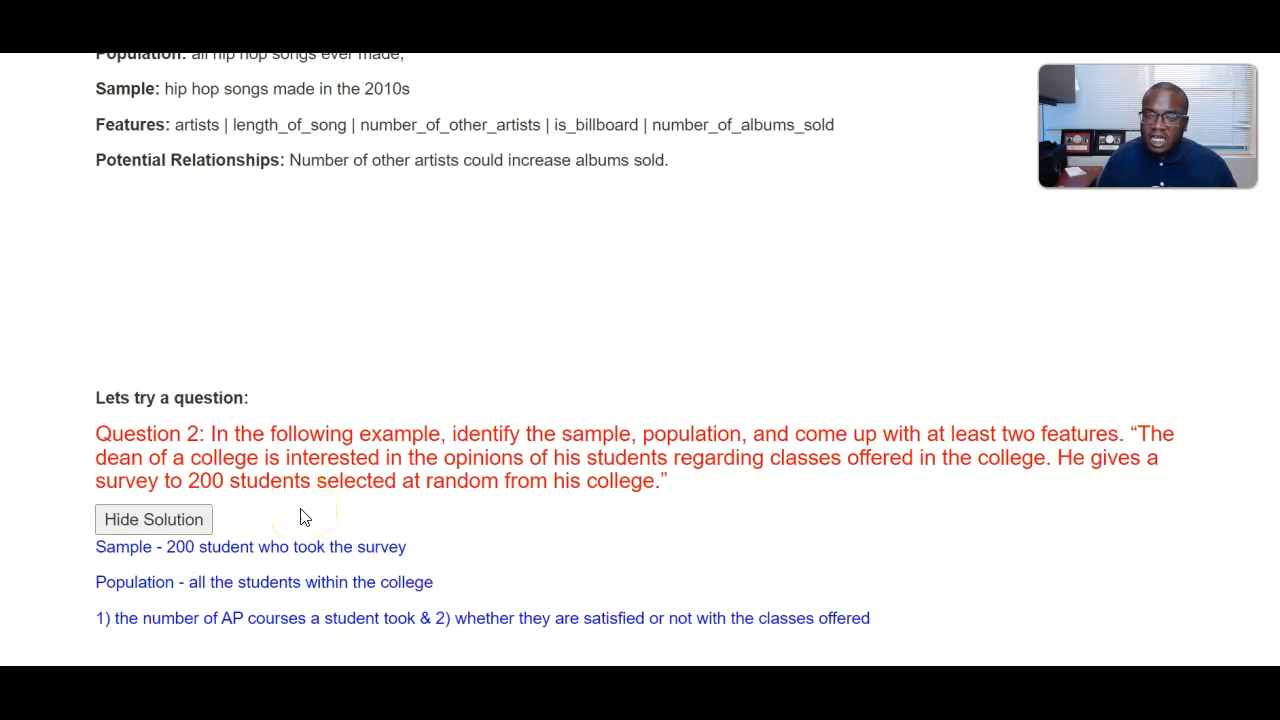 Population: all hip hop songs ever made,
Sample: hip hop songs made in the 2010s
Features: artists | length_of_song | number_of_other_artists | is_billboard | number_of_albums_sold
Potential Relationships: Number of other artists could increase albums sold.
Lets try a question:
Question 2: In the following example, identify the sample, population, and come up with at least two features. “The
dean of a college is interested in the opinions of his students regarding classes offered in the college. He gives a
survey to 200 students selected at random from his college.”
Hide Solution
Sample - 200 student who took the survey
Population - all the students within the college
1) the number of AP courses a student took & 2) whether they are satisfied or not with the classes offered